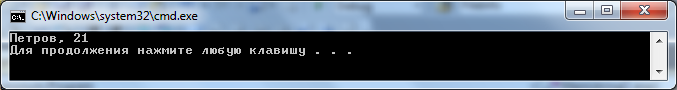 C:\Windows\system32\cmd.exe
Петров, 21
Для продолжения нажмите любую клавишу . . .